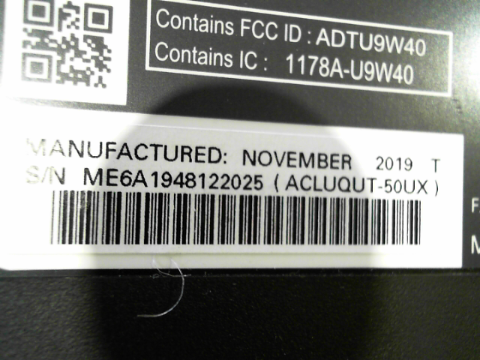 Contains FCC ID : ADTU9W40
Contains IC : 1178A-U9W40
MANUFACTURED: NOVEMBER 2019 T
S/N ME6A1948122025 ( ACLUQUT-50UX )
F
M